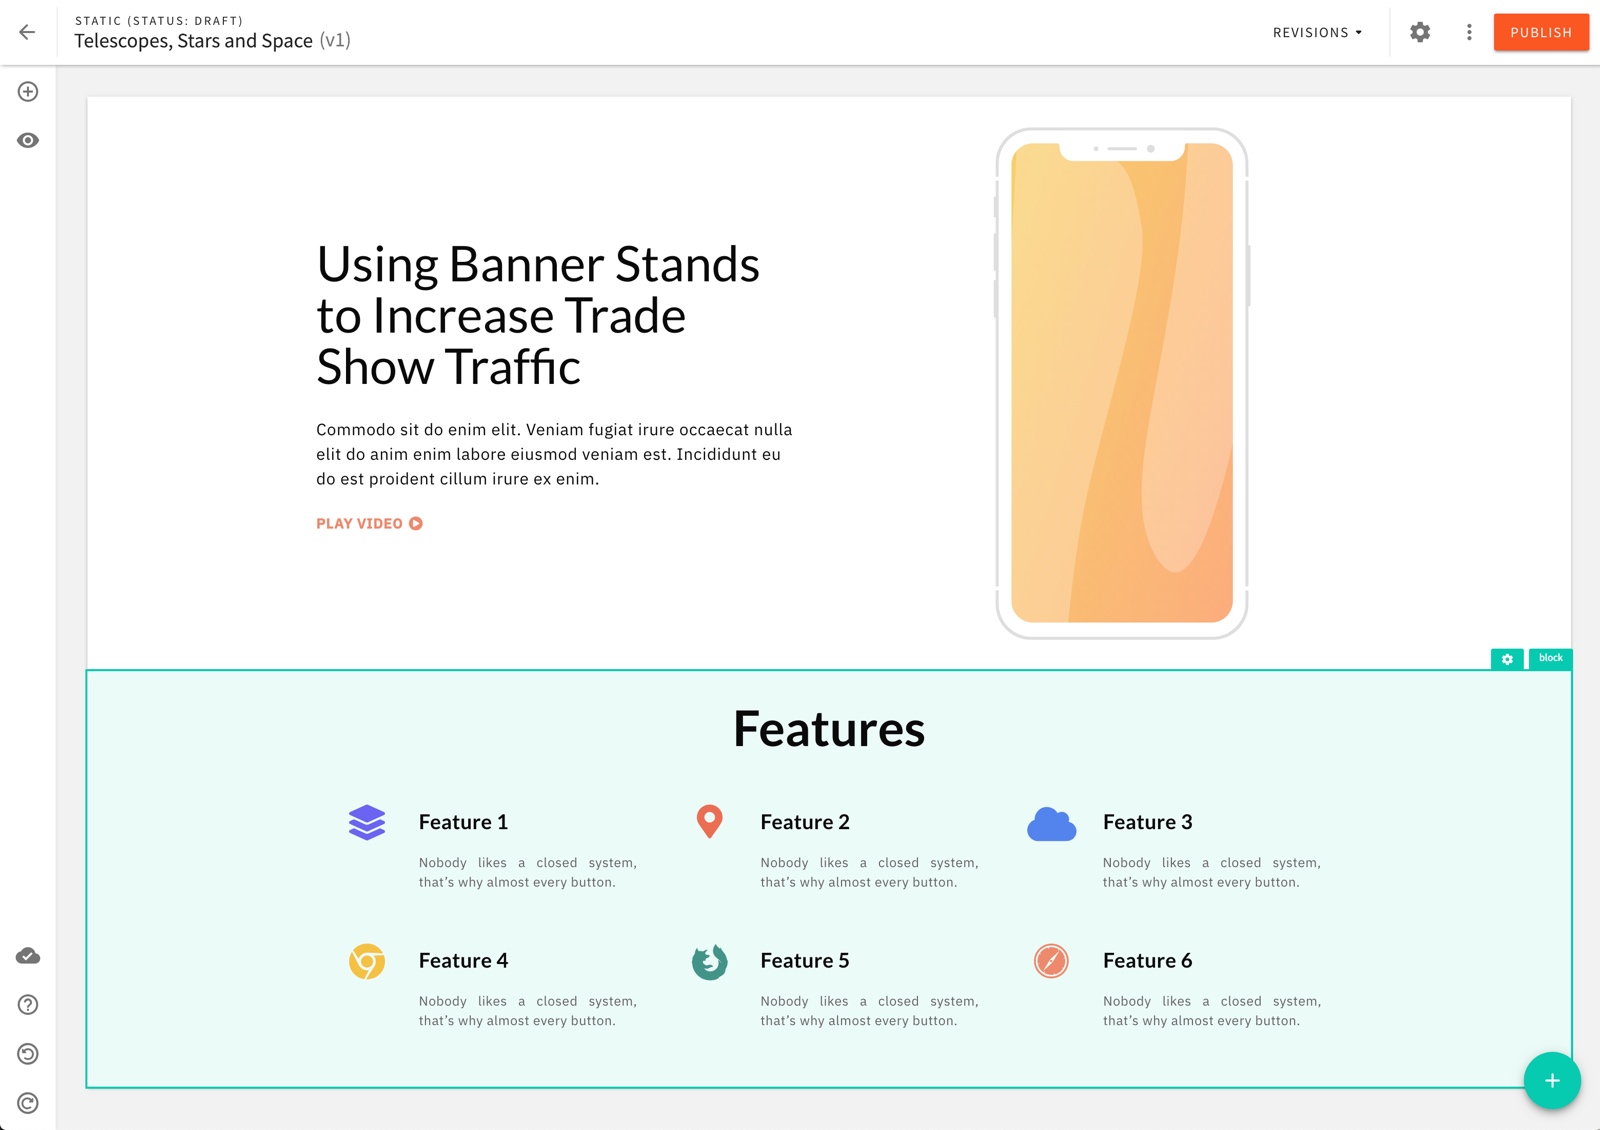 STATIC (STATUS: DRAFT)
Telescopes, Stars and Space (v1)
REVISIONS
PUBLISH
Using Banner Stands
to Increase Trade
Show Traffic
Commodo sit do enim elit. Veniam fugiat irure occaecat nulla
elit do anim enim labore eiusmod veniam est. Incididunt eu
do est proident cillum irure ex enim.
PLAY VIDEO
block
Features
Feature 1
Nobody likes a closed system,
that's why almost every button.
Feature 2
Nobody likes a closed system,
that's why almost every button.
Feature 3
Nobody likes a closed system,
that's why almost every button.
Feature 4
Nobody likes a closed system,
that's why almost every button.
Feature 5
Nobody likes a closed system,
that's why almost every button.
Feature 6
Nobody likes a closed system,
that's why almost every button.